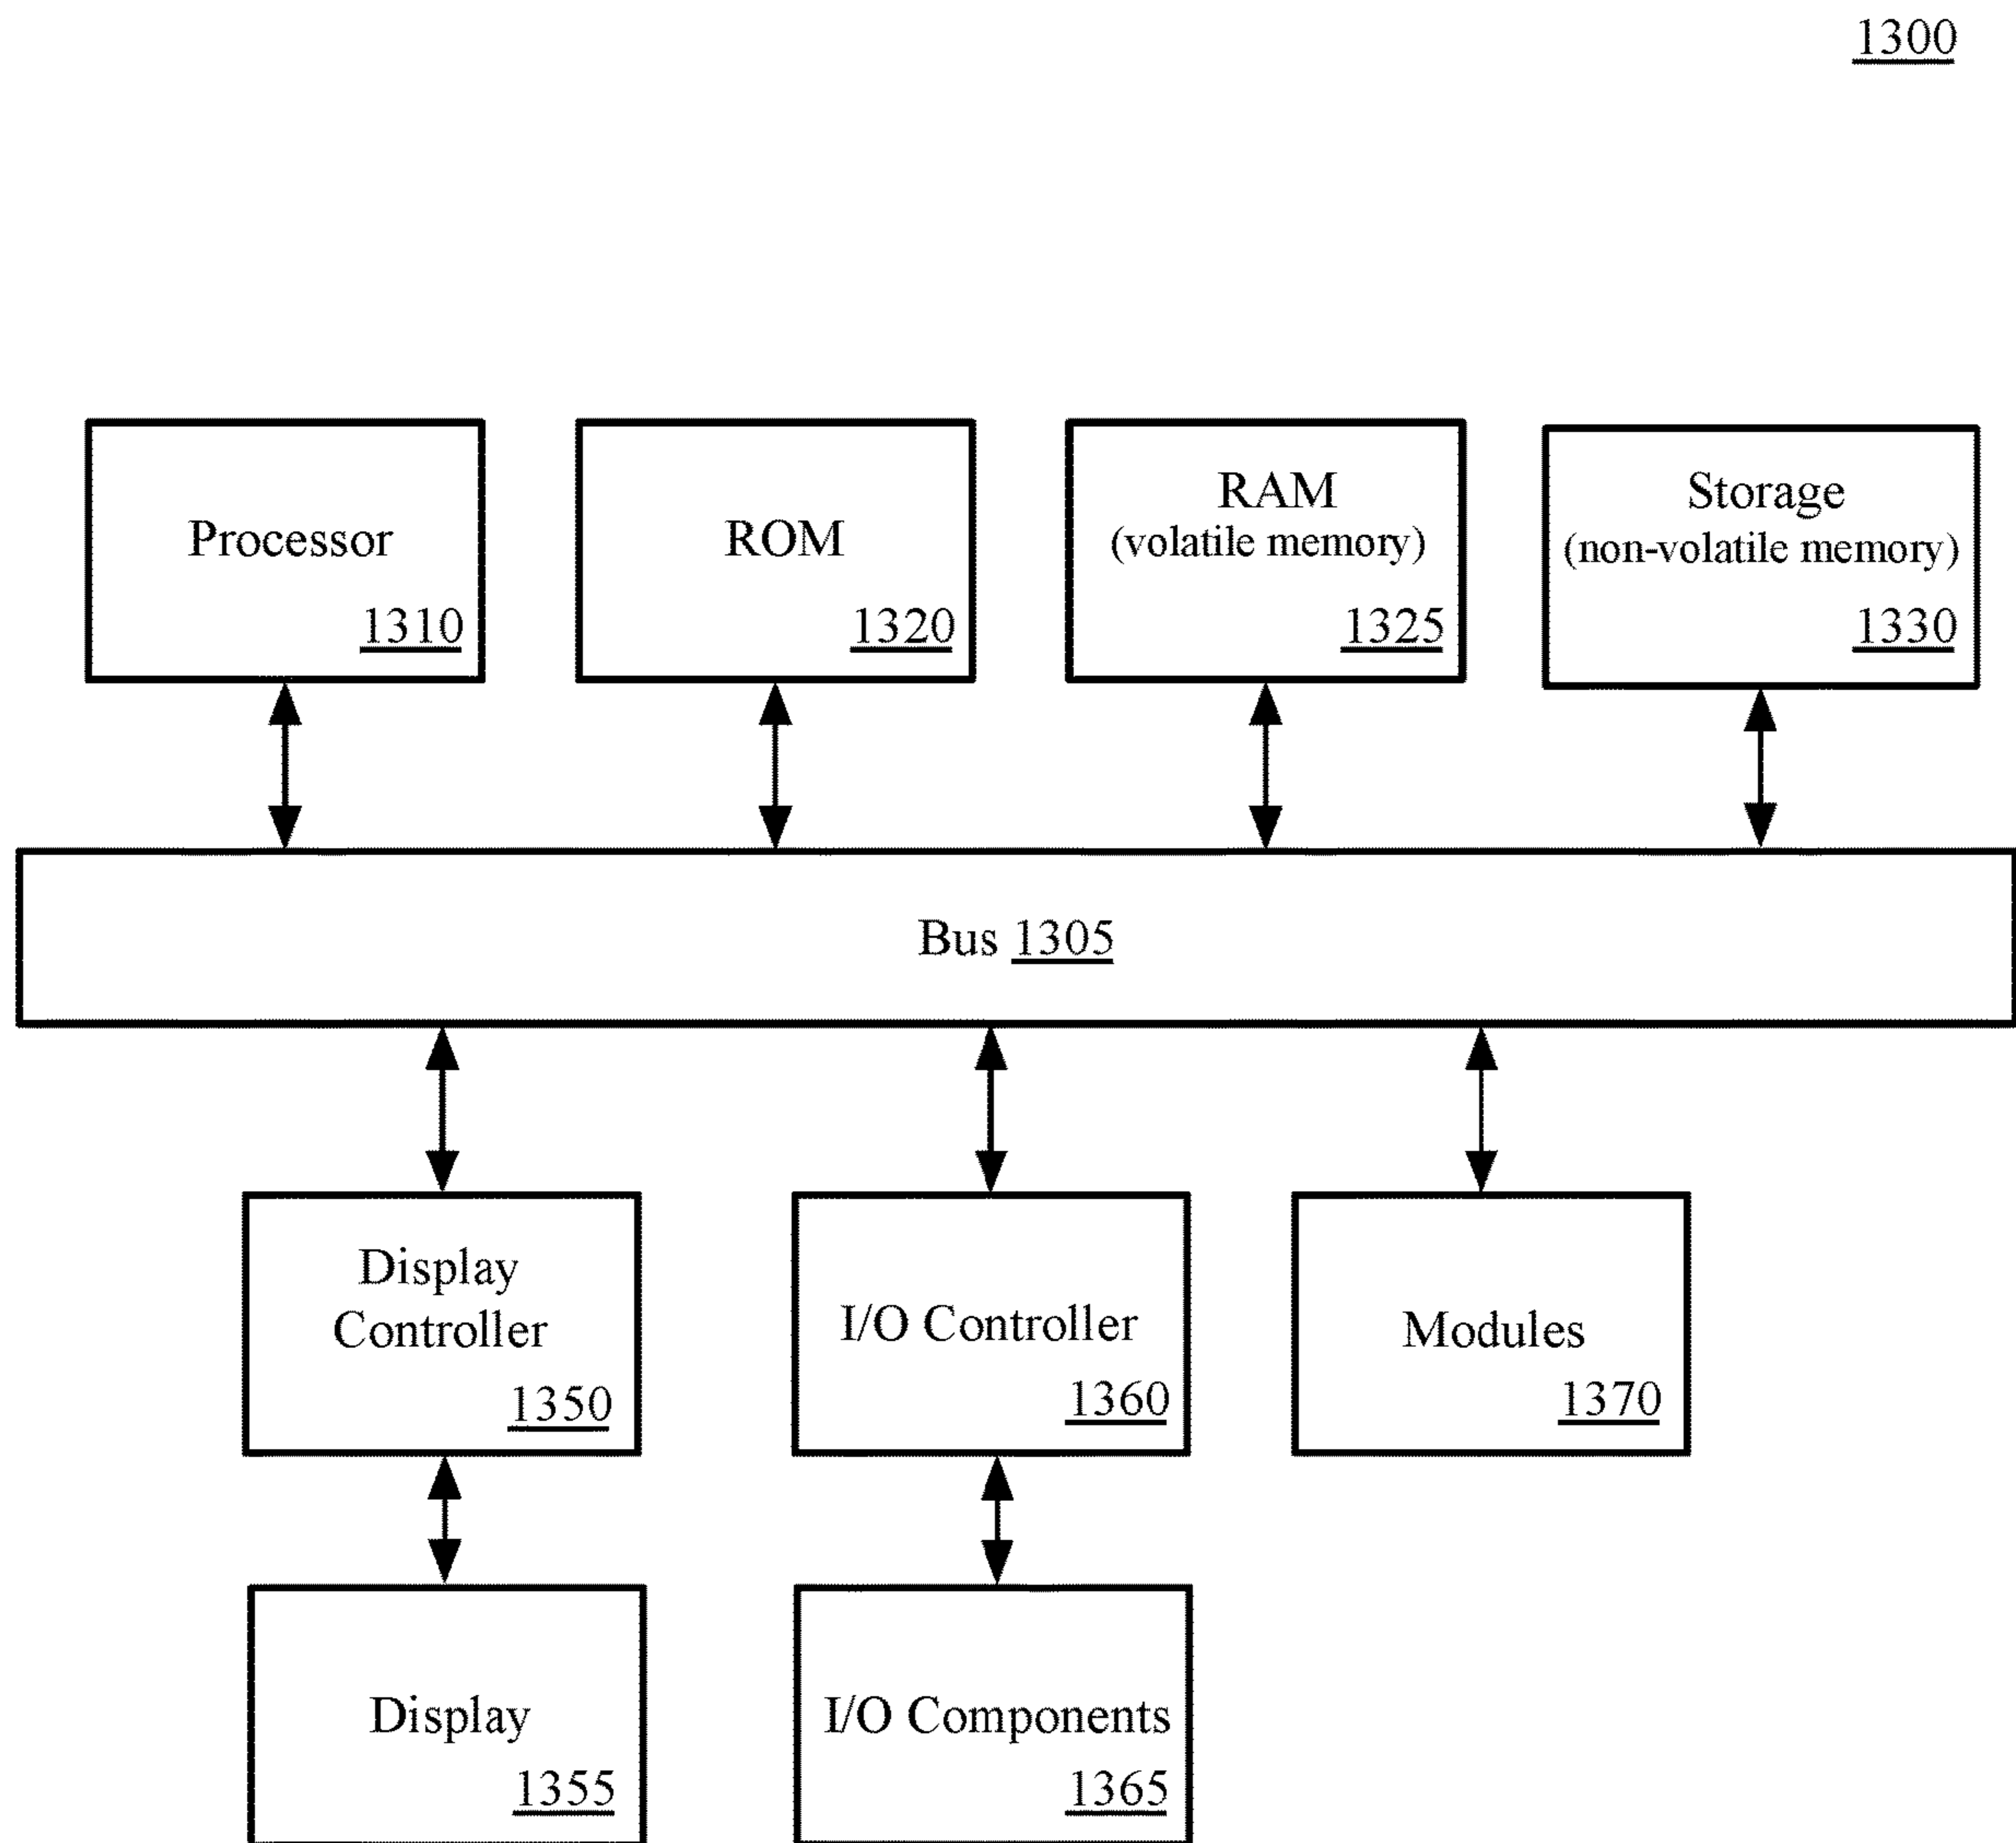 1300
Processor
1310
ROM
1320
RAM
(volatile memory)
1325
Storage
(non-volatile memory)
1330
Bus 1305
Display
Controller
1350
I/O Controller
1360
Modules
1370
Display
1355
I/O Components
1365